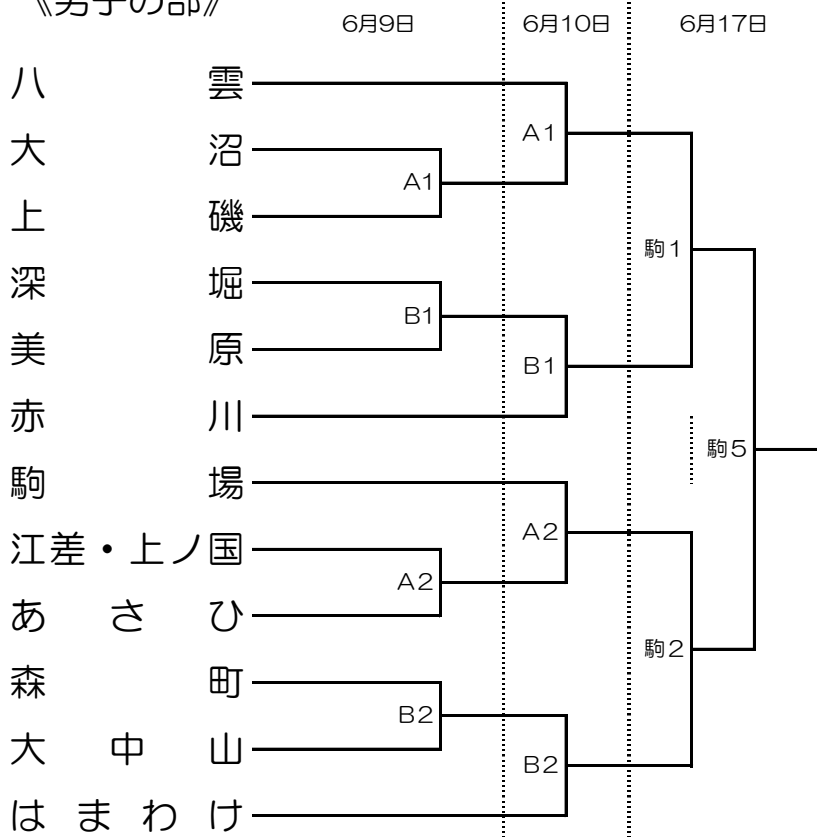 《男子の部》
6月9日 6月10日 6月17日
八雲
A1
大沼
A1
上磯
駒1
深堀
B1
美原
B1
赤川
駒5
駒場
A2
江差・上ノ国
A2
あさひ
駒2
森町
B2
大中山
B2
はまわけ